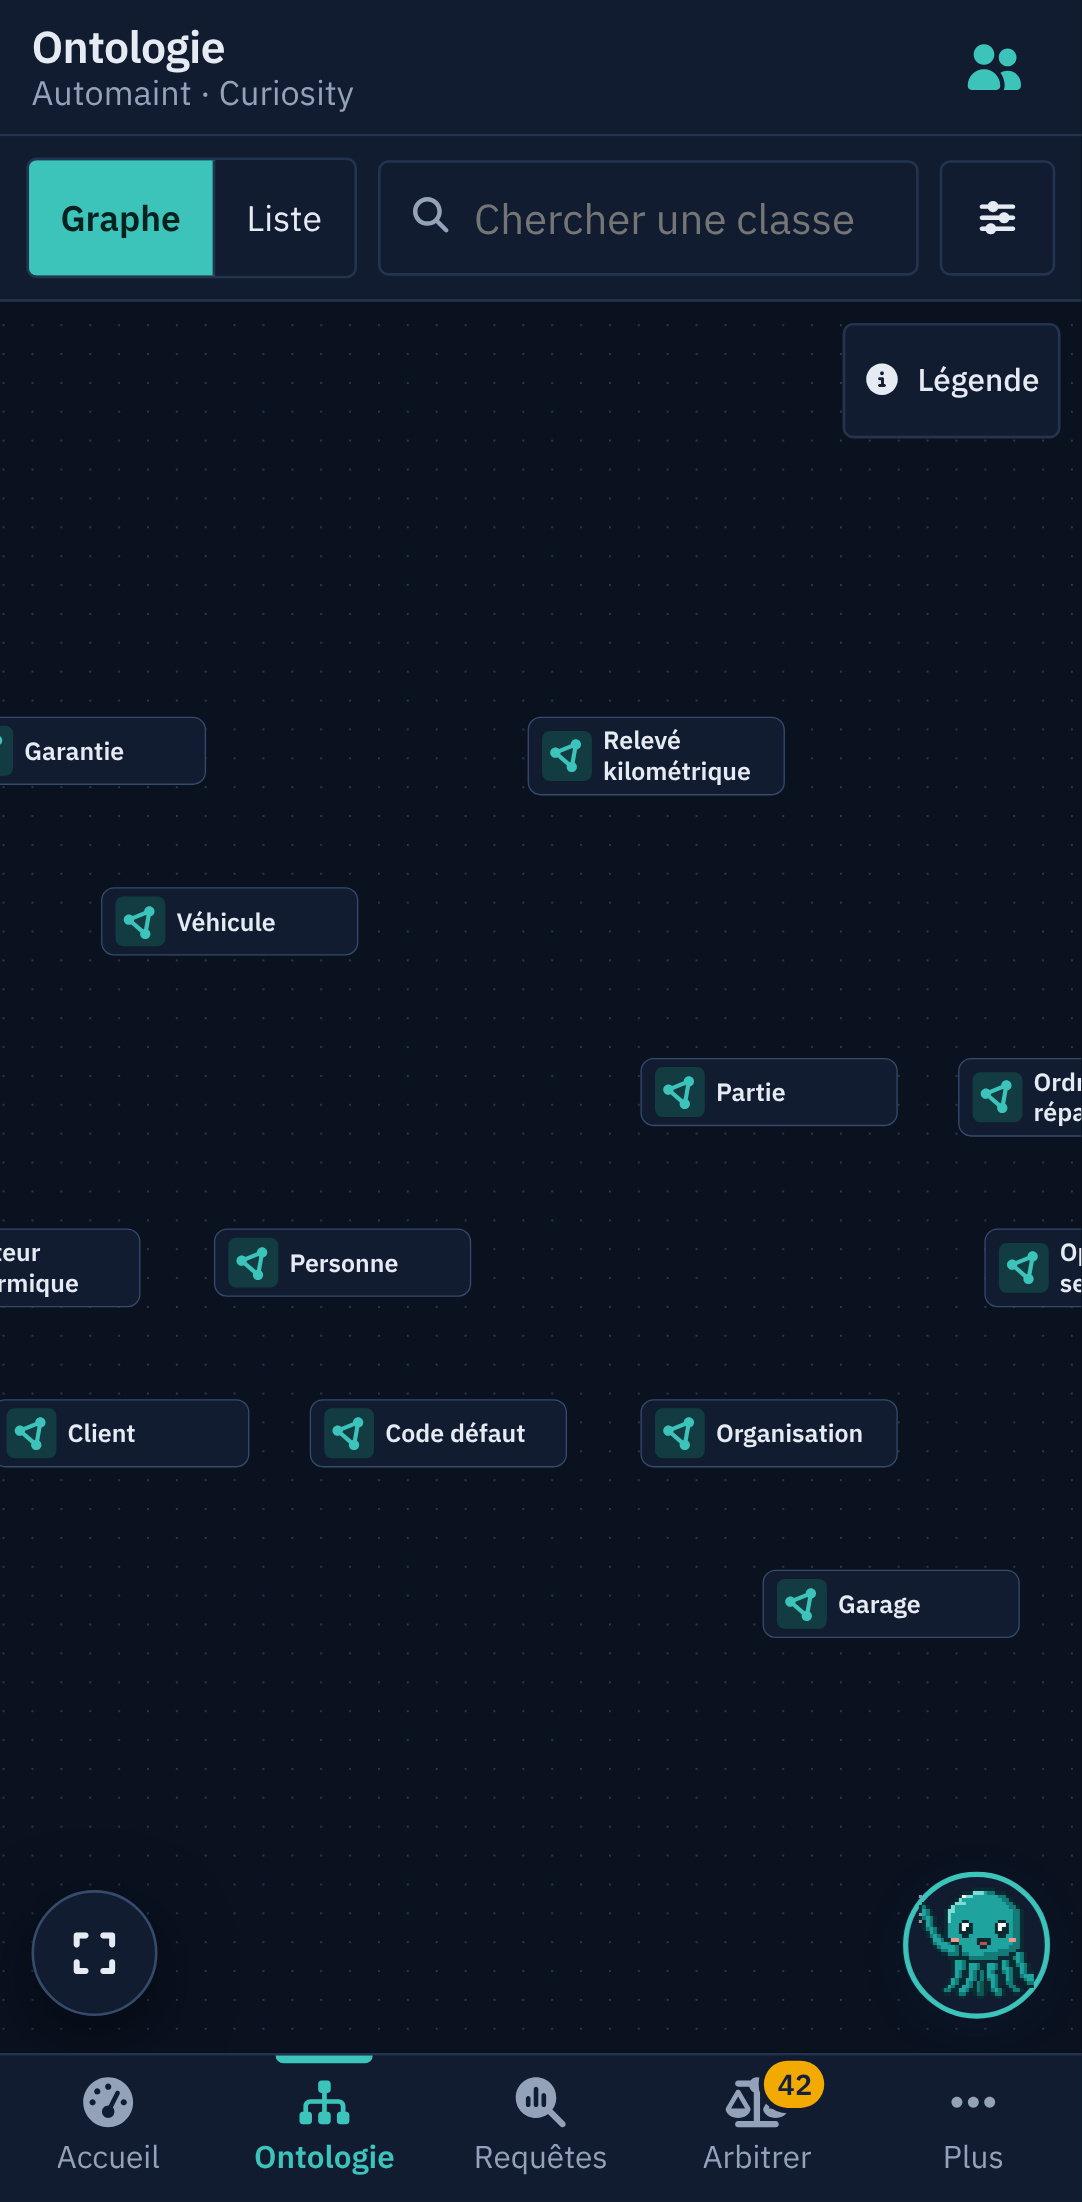 Ontologie
Automaint · Curiosity
Graphe
Liste
Chercher une classe
Légende
Garantie
Relevé
kilométrique
Véhicule
Partie
Personne
Client
Code défaut
Organisation
Garage
42
Accueil
Ontologie
Requêtes
Arbitrer
Plus